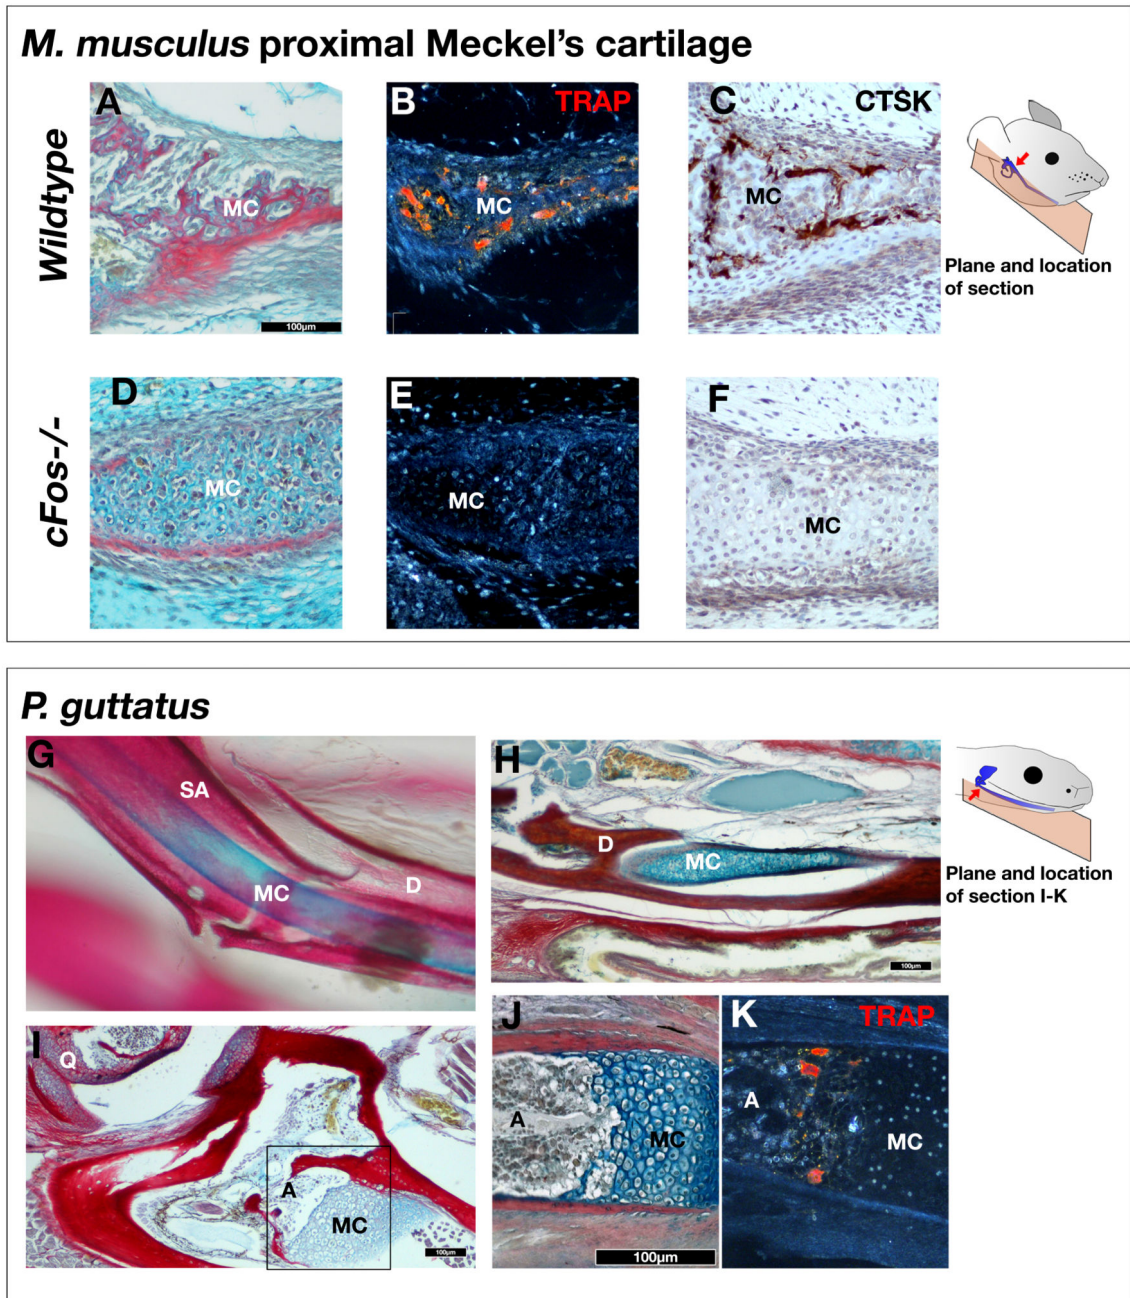 M. musculus proximal Meckel's cartilage
Wildtype
A
MC
100µm
B
TRAP
MC
C
CTSK
MC
Plane and location
of section
cFos-/-
D
MC
E
MC
F
MC
P. guttatus
G
SA
MC
D
H
D
MC
100µm
Plane and location
of section I-K
I
Q
A
MC
100µm
J
A
MC
100µm
K
TRAP
A
MC